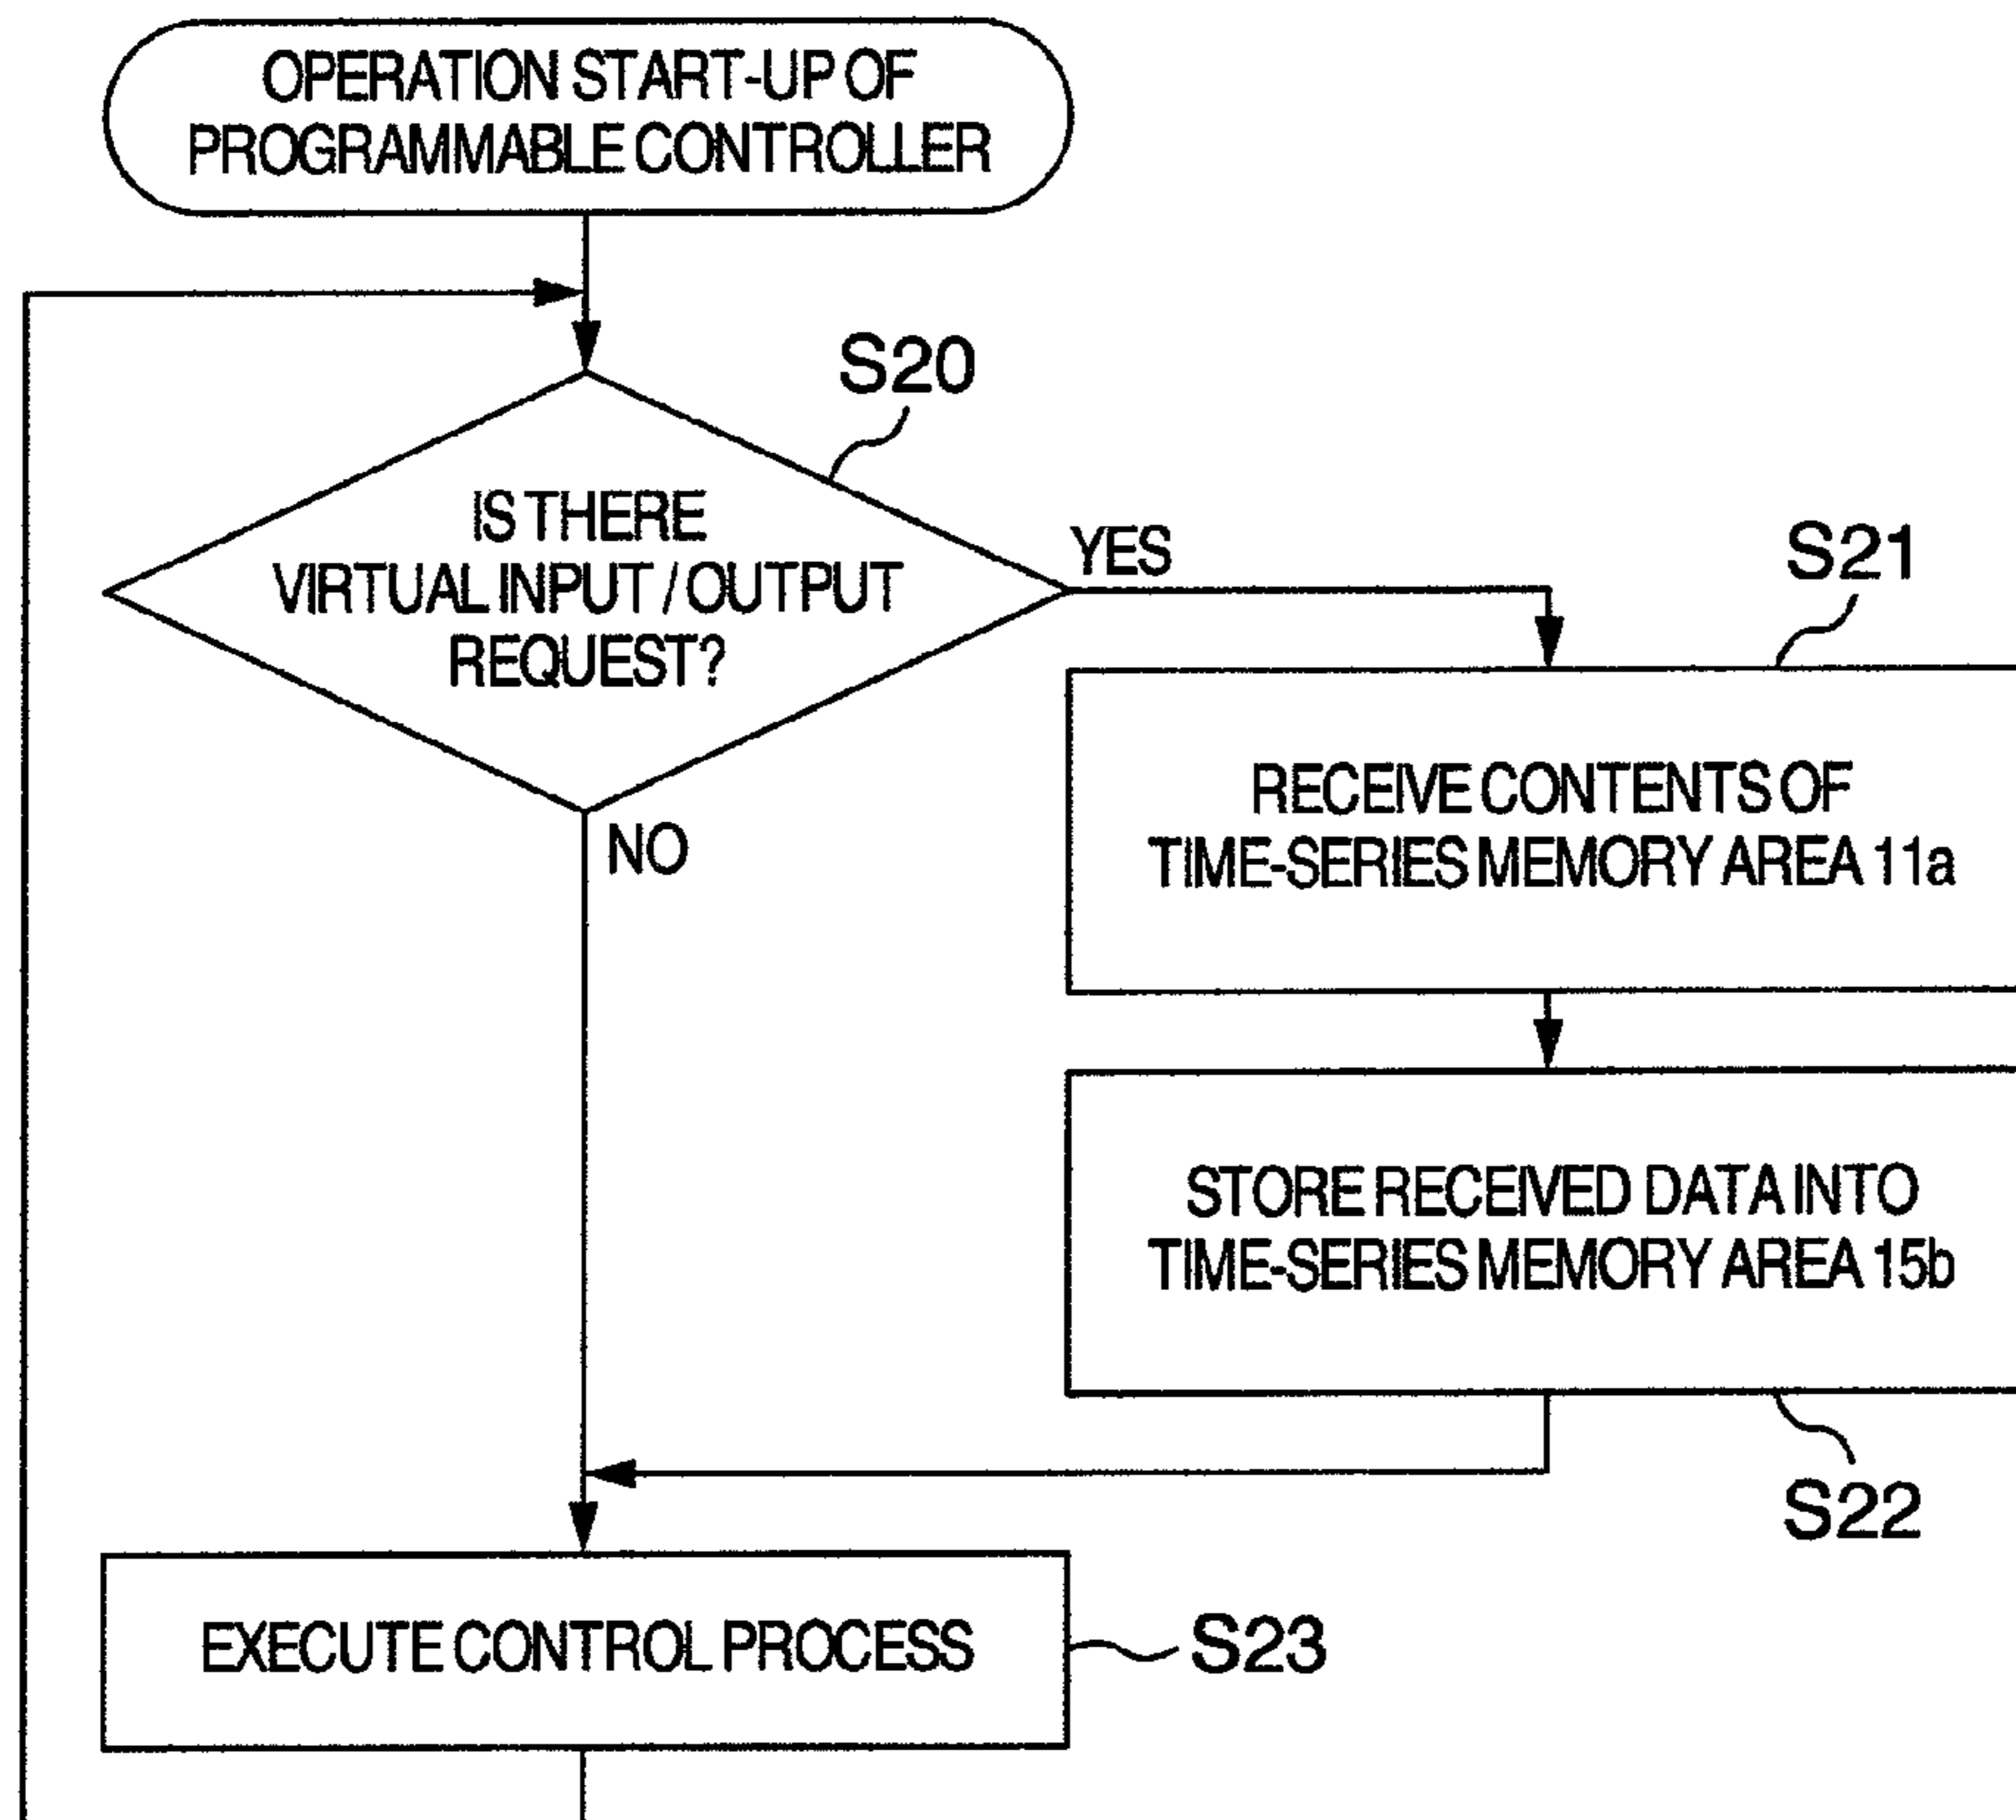 OPERATION START-UP OF
PROGRAMMABLE CONTROLLER
S20
IS THERE
VIRTUAL INPUT / OUTPUT
REQUEST?
YES
NO
S21
RECEIVE CONTENTS OF
TIME-SERIES MEMORY AREA 11a
STORE RECEIVED DATA INTO
TIME-SERIES MEMORY AREA 15b
S22
EXECUTE CONTROL PROCESS
S23